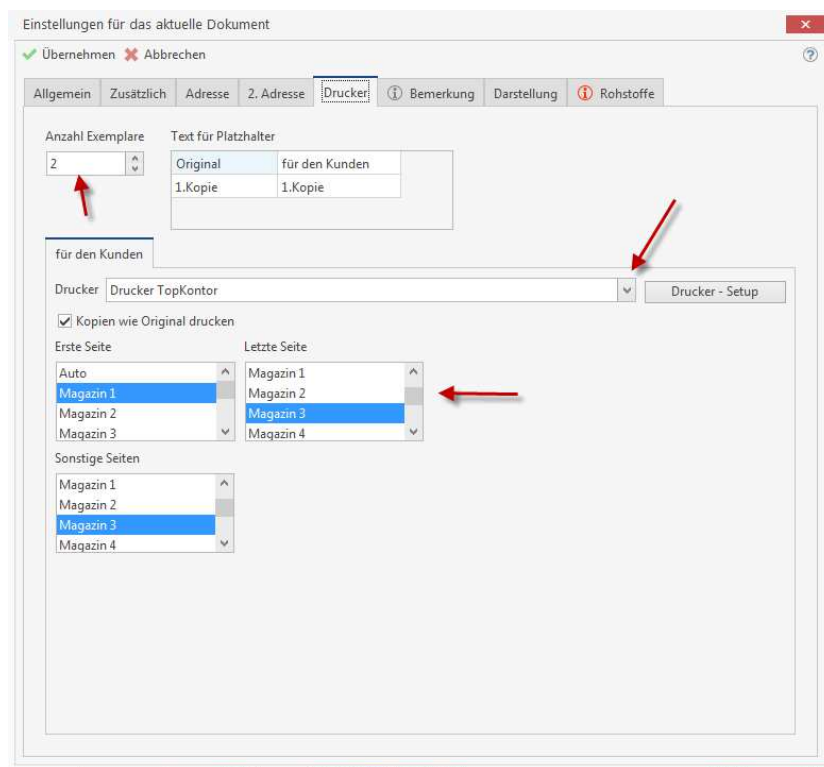 Einstellungen für das aktuelle Dokument
Übernehmen Abbrechen
Allgemein Zusätzlich Adresse 2. Adresse Drucker Bemerkung Darstellung Rohstoffe
Anzahl Exemplare Text für Platzhalter
2 Original für den Kunden
1.Kopie 1.Kopie
für den Kunden
Drucker Drucker TopKontor Drucker - Setup
Kopien wie Original drucken
Erste Seite Letzte Seite
Auto Magazin 1
Magazin 1 Magazin 2
Magazin 2 Magazin 3
Magazin 3 Magazin 4
Sonstige Seiten
Magazin 1
Magazin 2
Magazin 3
Magazin 4